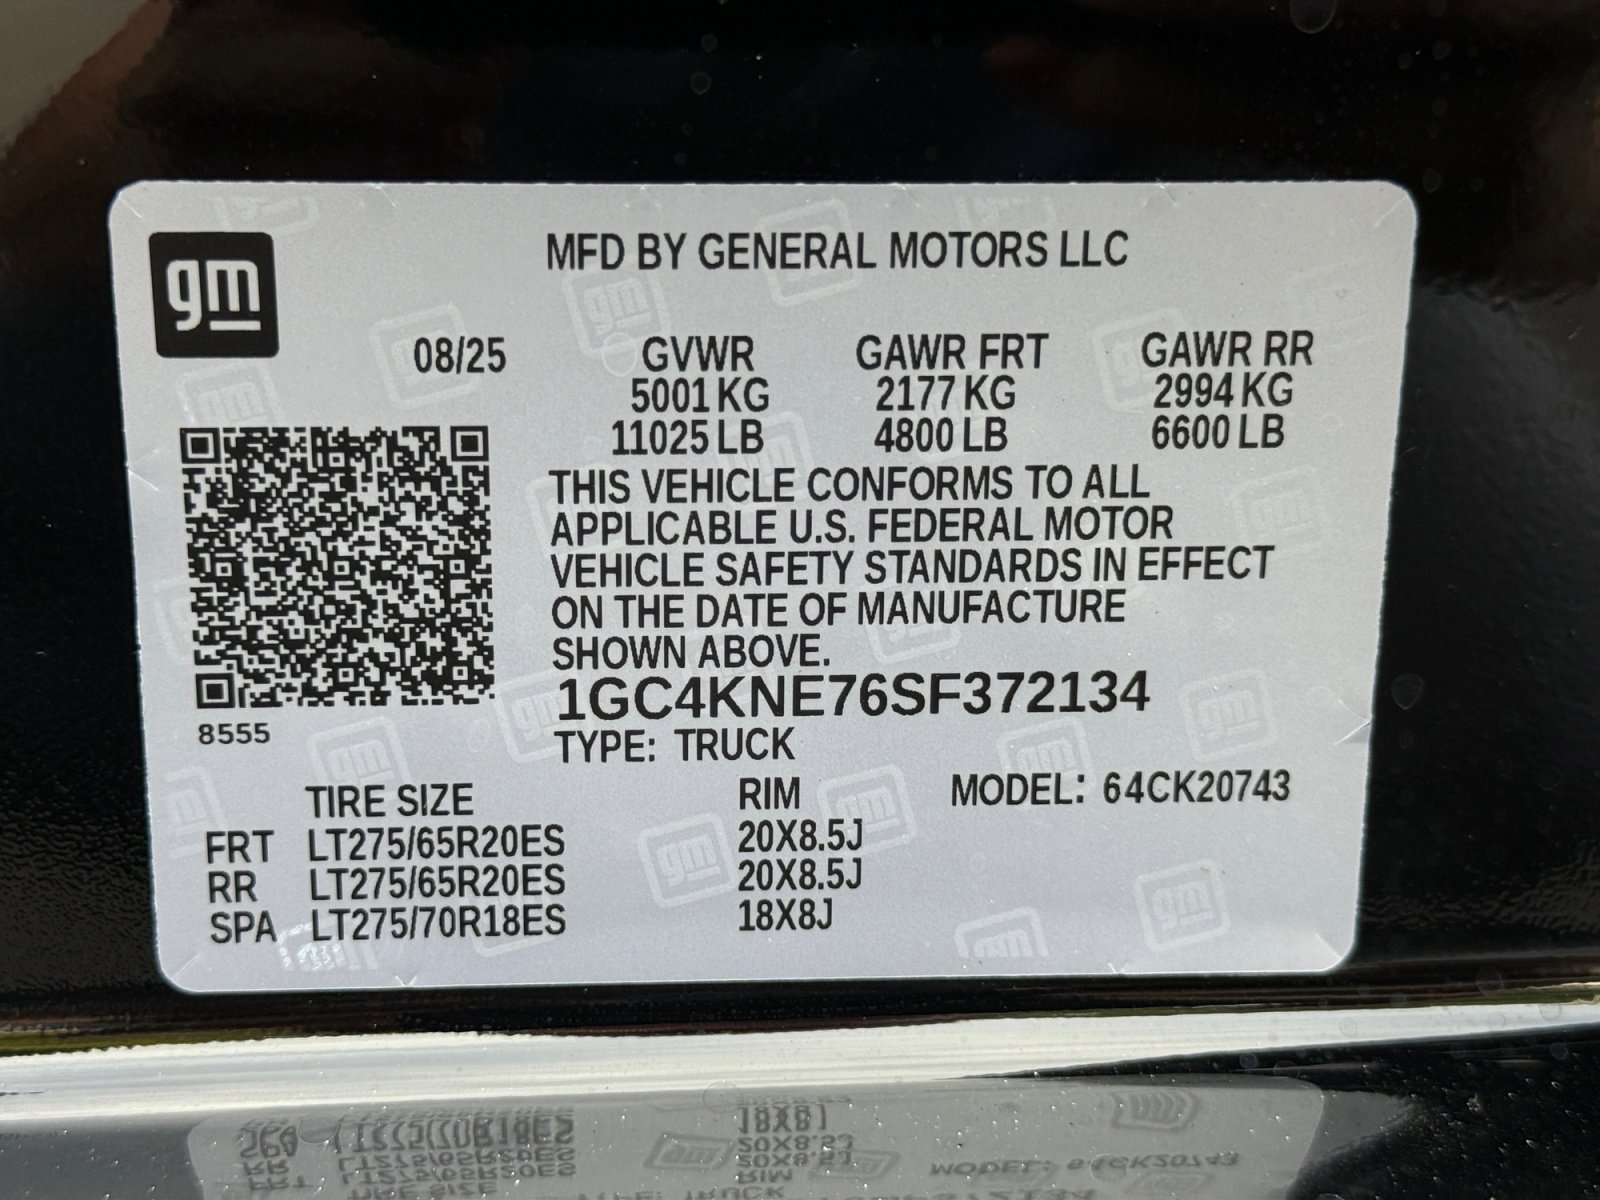 gm
MFD BY GENERAL MOTORS LLC
08/25 GVWR GAWR FRT GAWR RR
5001 KG 2177 KG 2994 KG
11025 LB 4800 LB 6600 LB
THIS VEHICLE CONFORMS TO ALL
APPLICABLE U.S. FEDERAL MOTOR
VEHICLE SAFETY STANDARDS IN EFFECT
ON THE DATE OF MANUFACTURE
SHOWN ABOVE.
1GC4KNE76SF372134
8555
TYPE: TRUCK
TIRE SIZE RIM MODEL: 64CK20743
FRT LT275/65R20ES 20X8.5J
RR LT275/65R20ES 20X8.5J
SPA LT275/70R18ES 18X8J